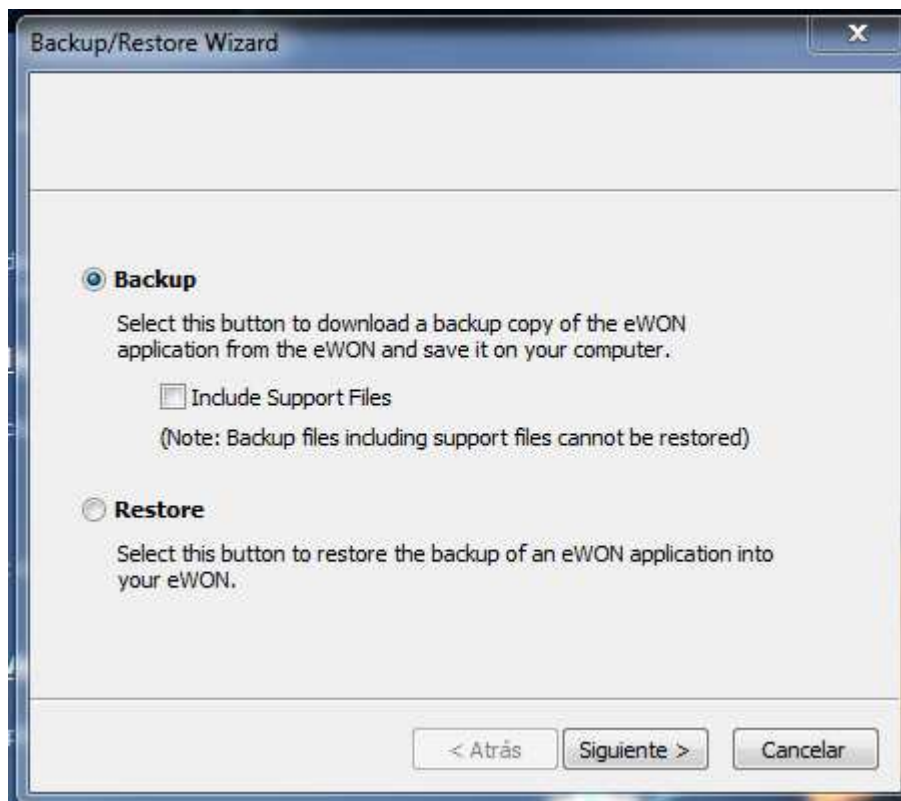 Backup/Restore Wizard
Backup
Select this button to download a backup copy of the eWON
application from the eWON and save it on your computer.
Include Support Files
(Note: Backup files including support files cannot be restored)
Restore
Select this button to restore the backup of an eWON application into
your eWON.
< Atrás
Siguiente >
Cancelar